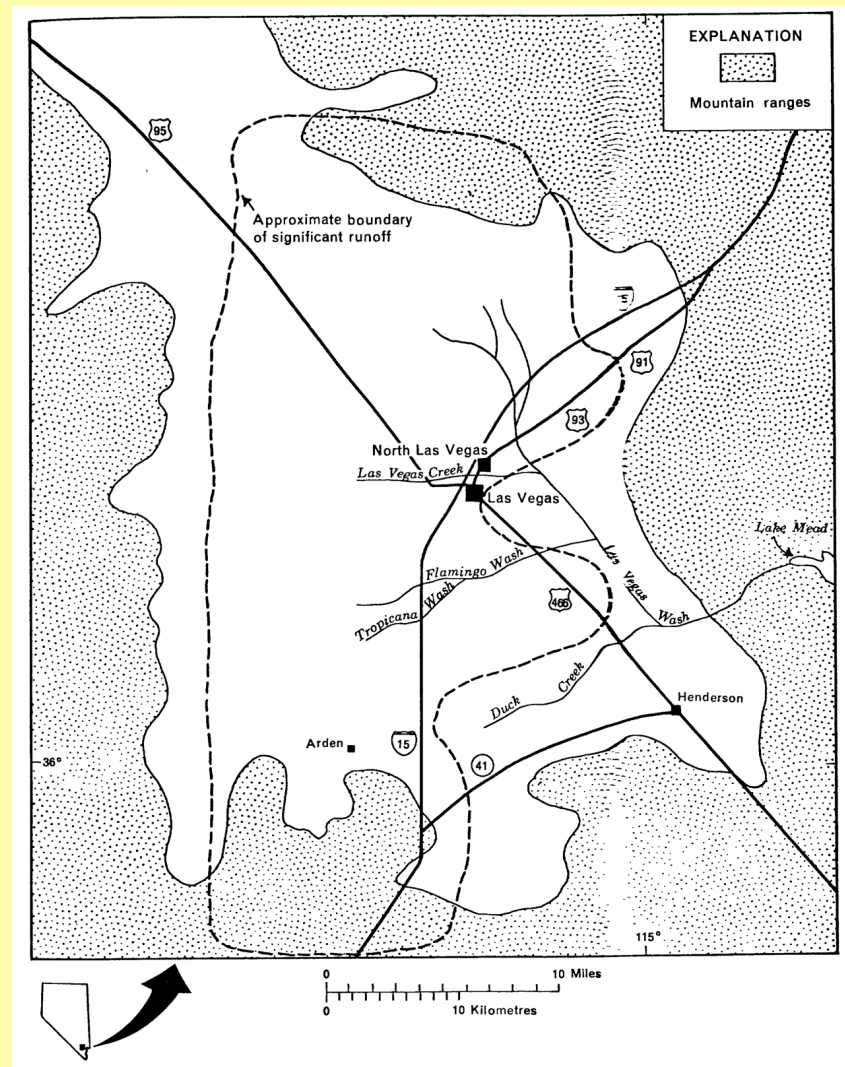 EXPLANATION
Mountain ranges
95
Approximate boundary
of significant runoff
91
93
North Las Vegas
Las Vegas Creek
Las Vegas
Lake Mead
Flamingo Wash
Tropicana Wash
Las Vegas Wash
466
Duck Creek
Henderson
Arden
15
41
36°
115°
0 10 Miles
0 10 Kilometres